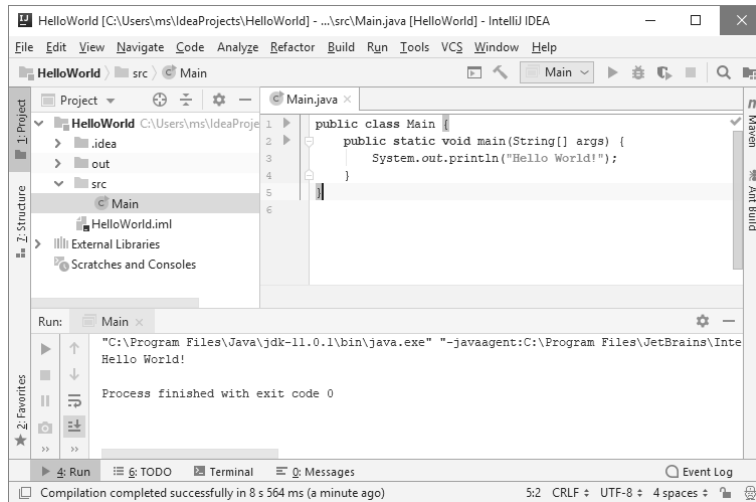 HelloWorld [C:\Users\ms\IdeaProjects\HelloWorld] - ...\src\Main.java [HelloWorld] - IntelliJ IDEA
File Edit View Navigate Code Analyze Refactor Build Run Tools VCS Window Help
HelloWorld src Main
Main
1: Project
Project
HelloWorld C:\Users\ms\IdeaProje
.idea
out
src
Main
HelloWorld.iml
External Libraries
Scratches and Consoles
Z: Structure
2: Favorites
Main.java
1 public class Main {
2 public static void main(String[] args) {
3 System.out.println("Hello World!");
4 }
5 }
6
Maven
Ant Build
Run: Main
"C:\Program Files\Java\jdk-11.0.1\bin\java.exe" "-javaagent:C:\Program Files\JetBrains\Inte
Hello World!
Process finished with exit code 0
4: Run 6: TODO Terminal 0: Messages Event Log
Compilation completed successfully in 8 s 564 ms (a minute ago) 5:2 CRLF UTF-8 4 spaces